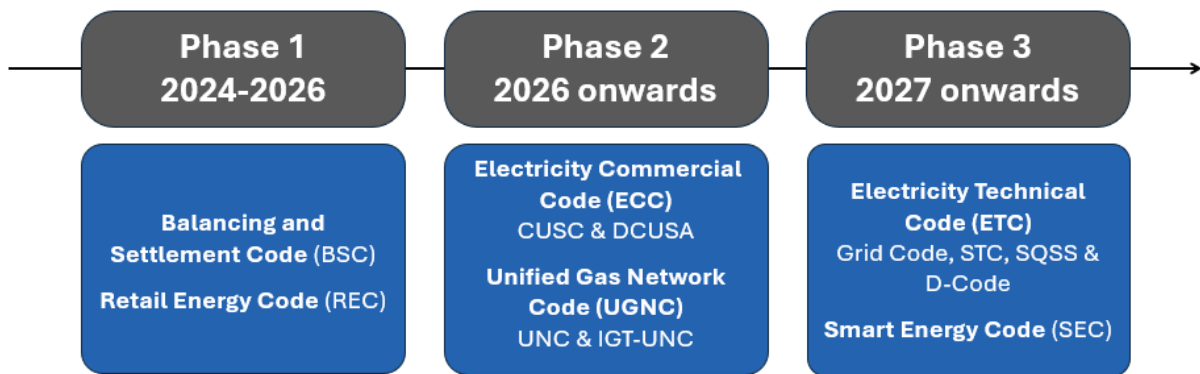 Phase 1
2024-2026
Phase 2
2026 onwards
Phase 3
2027 onwards
Balancing and
Settlement Code (BSC)
Retail Energy Code (REC)
Electricity Commercial
Code (ECC)
CUSC & DCUSA
Unified Gas Network
Code (UGNC)
UNC & IGT-UNC
Electricity Technical
Code (ETC)
Grid Code, STC, SQSS &
D-Code
Smart Energy Code (SEC)